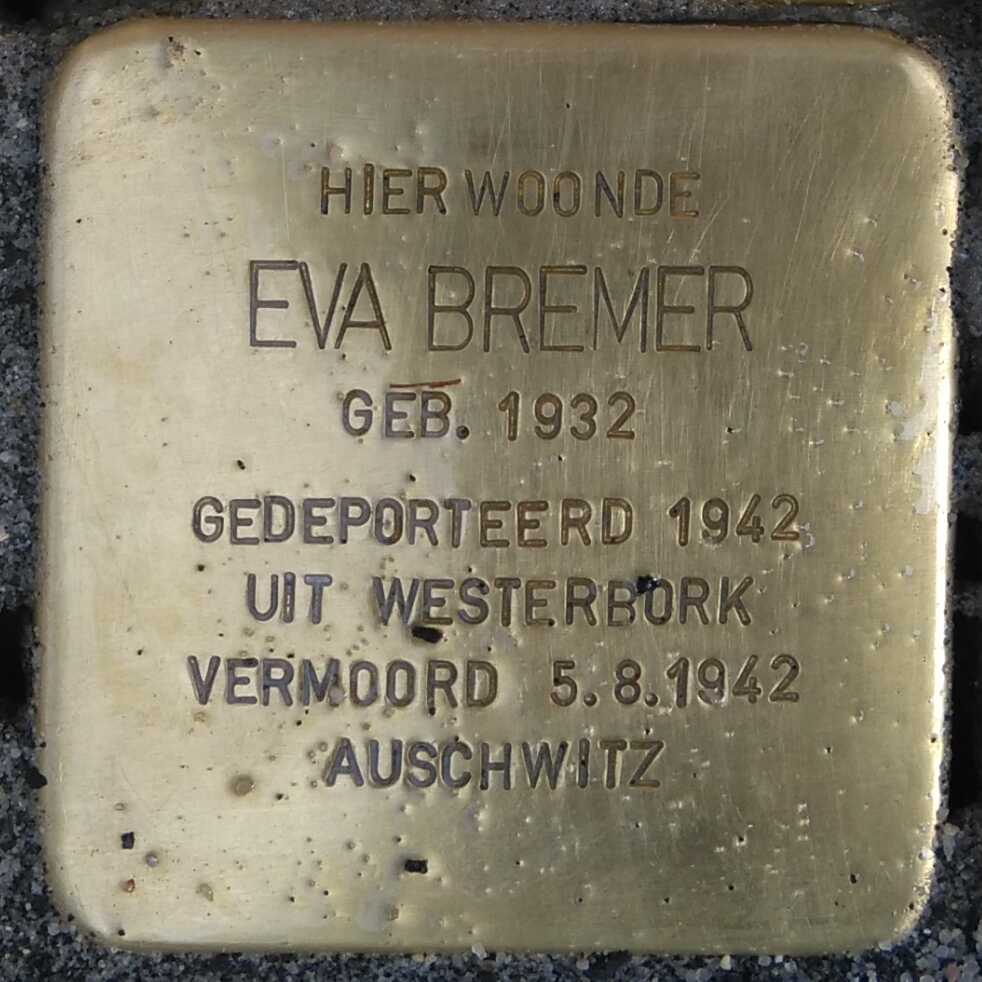 HIER WOONDE
EVA BREMER
GEB. 1932
GEDEPORTEERD 1942
UIT WESTERBORK
VERMOORD 5.8.1942
AUSCHWITZ